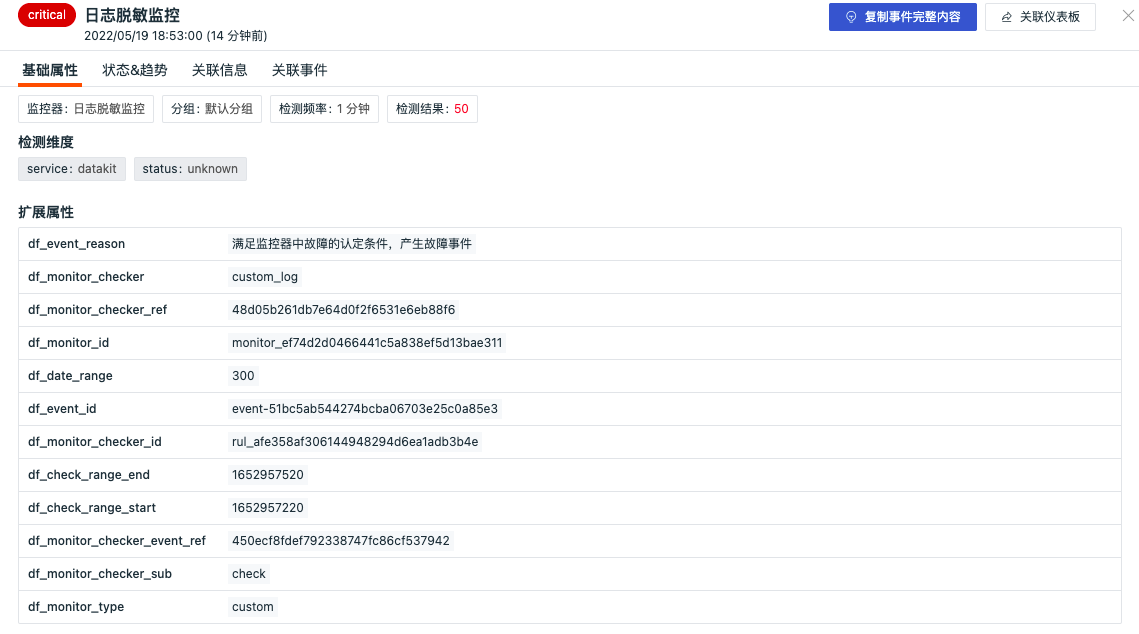 critical 日志脱敏监控 复制事件完整内容 关联仪表板
2022/05/19 18:53:00 (14 分钟前)
基础属性 状态&趋势 关联信息 关联事件
监控器：日志脱敏监控 分组：默认分组 检测频率：1 分钟 检测结果：50
检测维度
service：datakit status：unknown
扩展属性
df_event_reason 满足监控器中故障的认定条件，产生故障事件
df_monitor_checker custom_log
df_monitor_checker_ref 48d05b261db7e64d0f2f6531e6eb88f6
df_monitor_id monitor_ef74d2d0466441c5a838ef5d13bae311
df_date_range 300
df_event_id event-51bc5ab544274bcba06703e25c0a85e3
df_monitor_checker_id rul_afe358af306144948294d6ea1adb3b4e
df_check_range_end 1652957520
df_check_range_start 1652957220
df_monitor_checker_event_ref 450ecf8fdef792338747fc86cf537942
df_monitor_checker_sub check
df_monitor_type custom